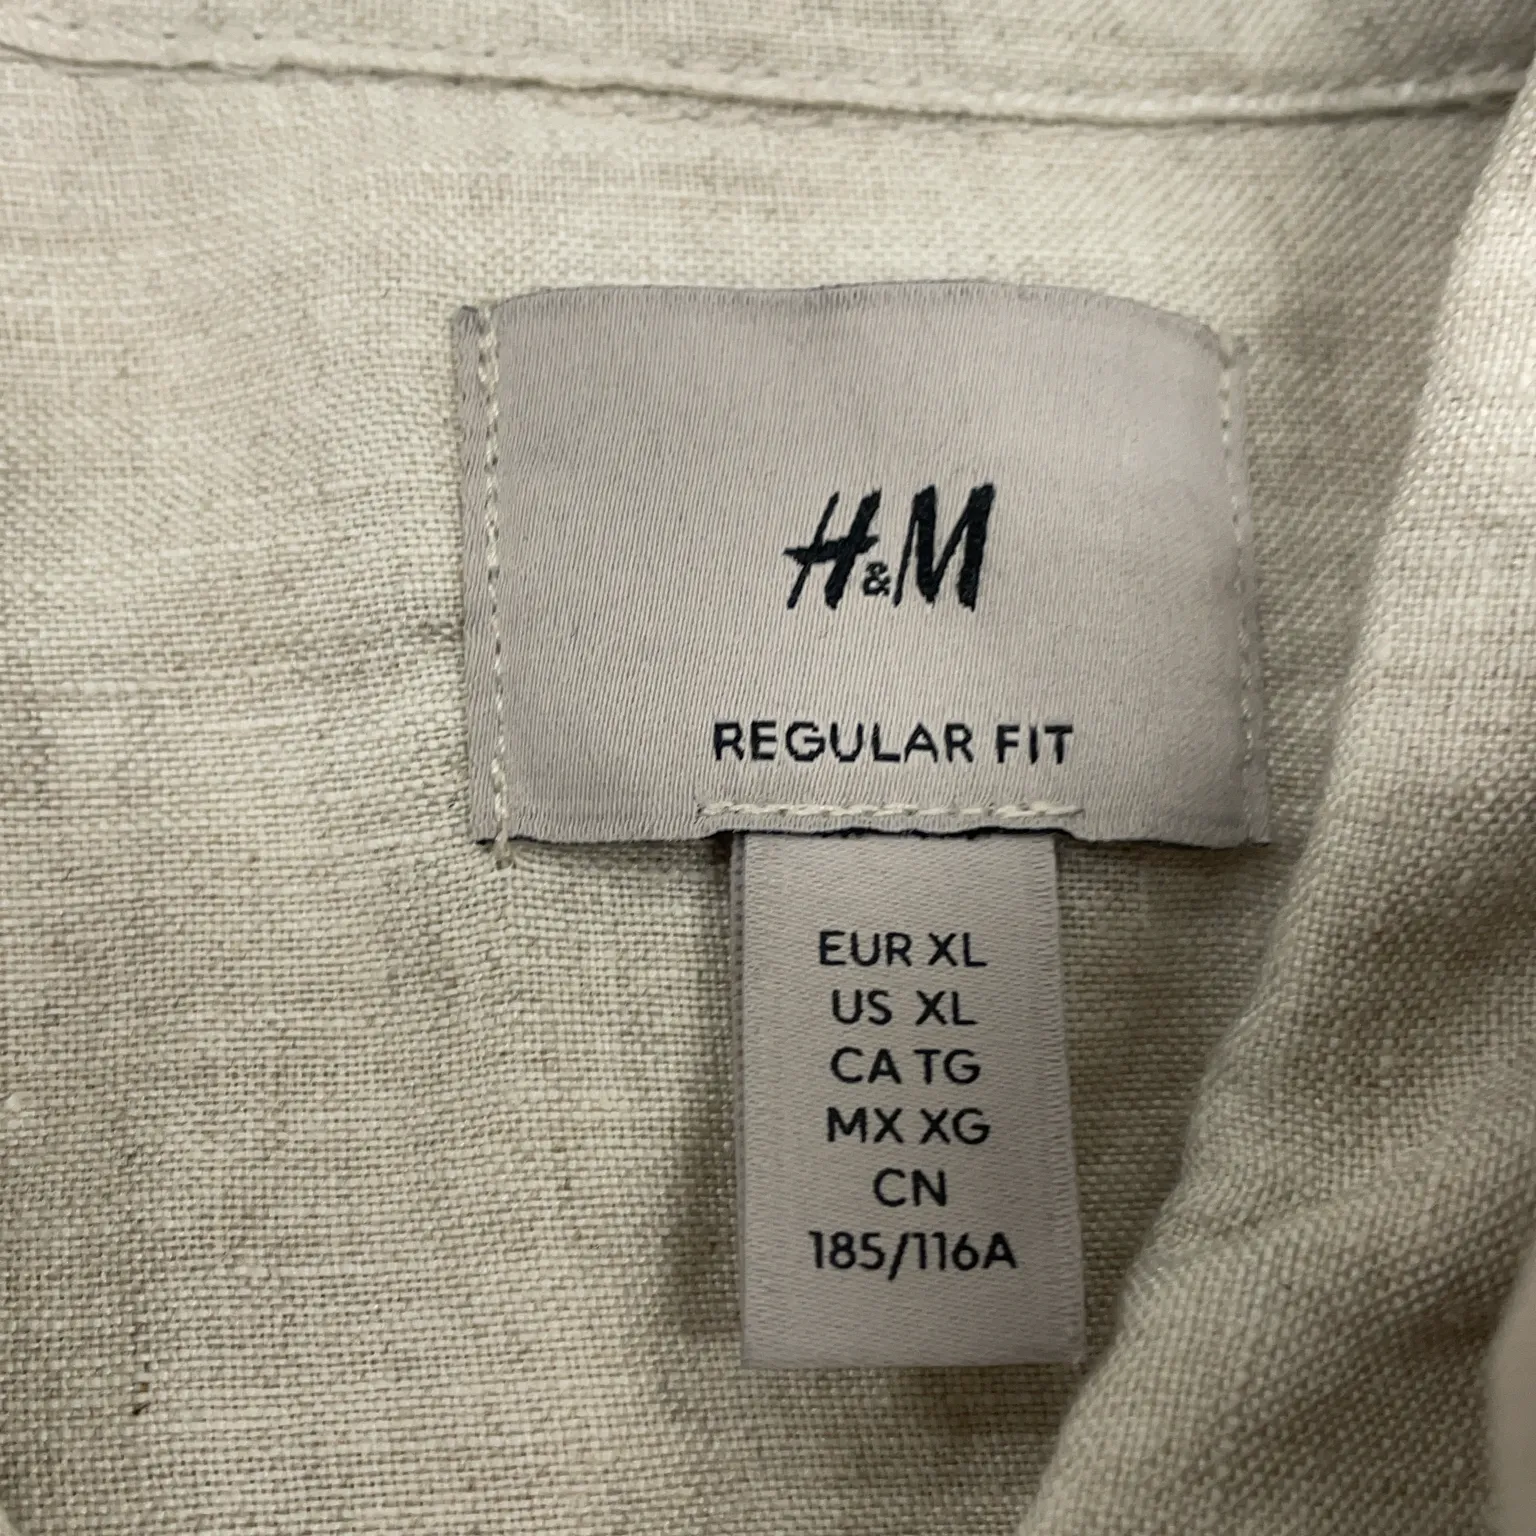 H&M
REGULAR FIT
EUR XL
US XL
CA TG
MX XG
CN
185/116A